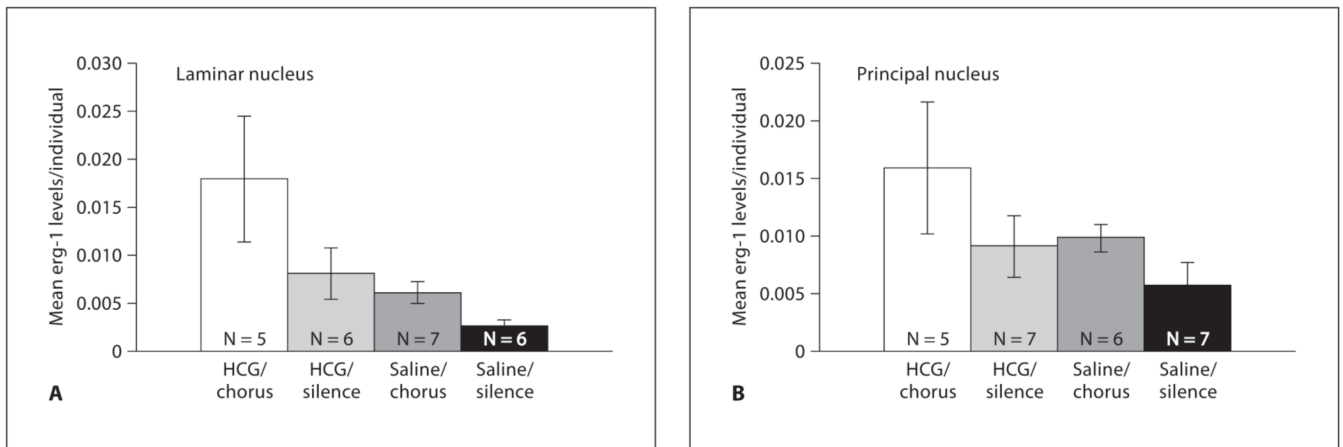 Mean erg-1 levels/individual
0.030
0.025
0.020
0.015
0.010
0.005
0
Laminar nucleus
N = 5
N = 6
N = 7
N = 6
HCG/
chorus
HCG/
silence
Saline/
chorus
Saline/
silence
A
Mean erg-1 levels/individual
0.025
0.020
0.015
0.010
0.005
0
Principal nucleus
N = 5
N = 7
N = 6
N = 7
HCG/
chorus
HCG/
silence
Saline/
chorus
Saline/
silence
B